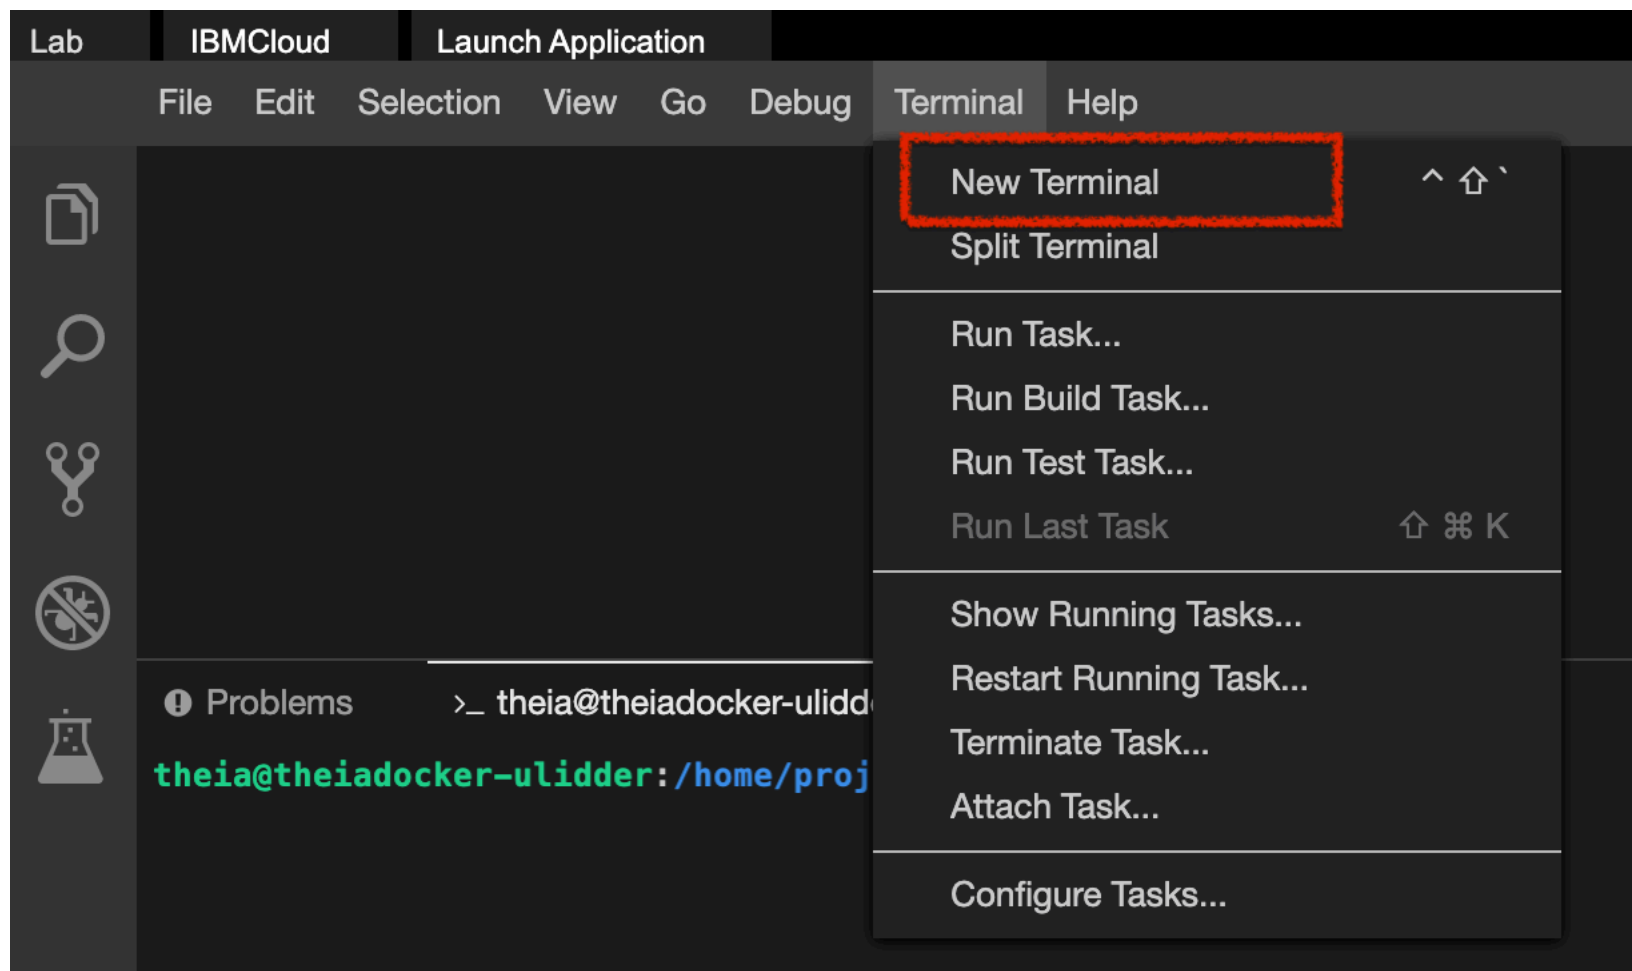 Lab IBMCloud Launch Application
File Edit Selection View Go Debug Terminal Help
New Terminal ^ ⇧ `
Split Terminal
Run Task...
Run Build Task...
Run Test Task...
Run Last Task ⇧ ⌘ K
Show Running Tasks...
Restart Running Task...
Terminate Task...
Attach Task...
Configure Tasks...
Problems >_ theia@theiadocker-ulidd
theia@theiadocker-ulidder:/home/proj